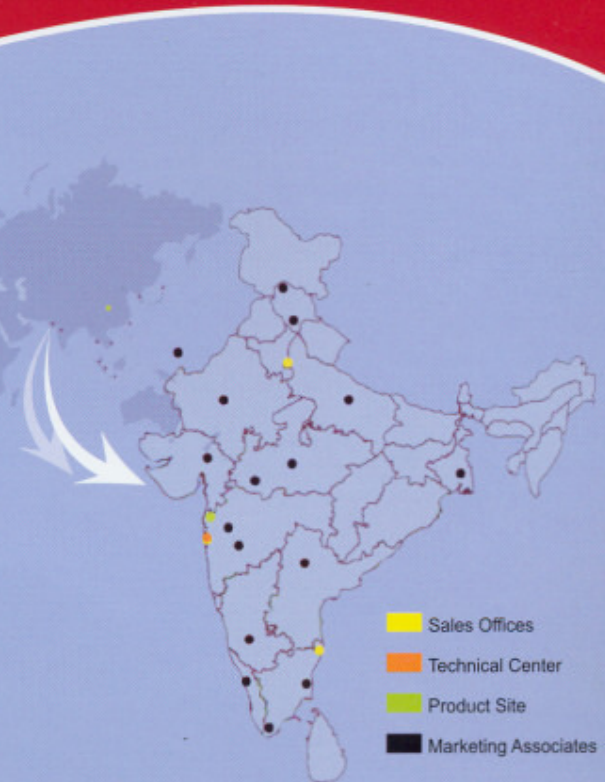 Sales Offices
Technical Center
Product Site
Marketing Associates